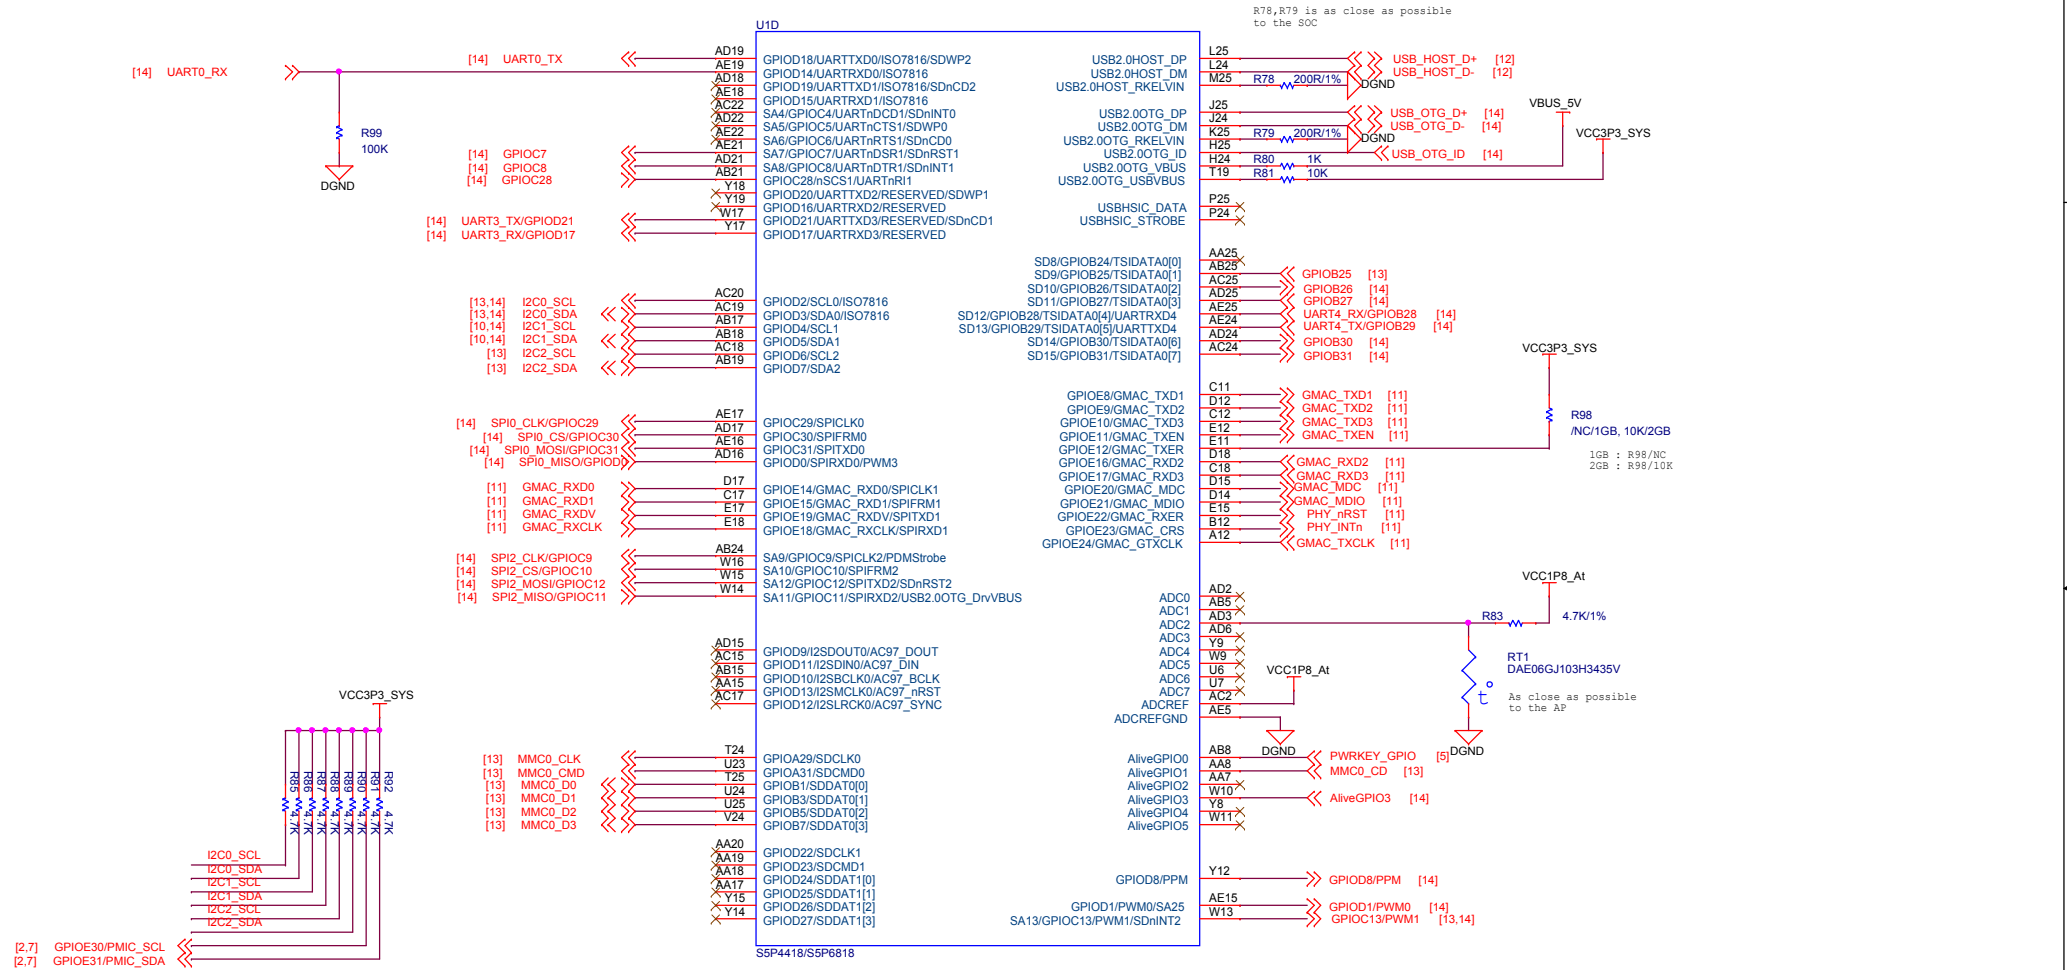 R78,R79 is as close as possible
to the SOC
U1D
[14] UART0_RX
R99
100K
DGND
[14] UART0_TX
[14] GPIOC7
[14] GPIOC8
[14] GPIOC28
[14] UART3_TX/GPIOD21
[14] UART3_RX/GPIOD17
AD19 GPIOD18/UARTTXD0/ISO7816/SDWP2
AE19 GPIOD14/UARTRXD0/ISO7816
AD18 GPIOD19/UARTTXD1/ISO7816/SDnCD2
AE18 GPIOD15/UARTRXD1/ISO7816
AC22 SA4/GPIOC4/UARTnDCD1/SDnINT0
AD22 SA5/GPIOC5/UARTnCTS1/SDWP0
AE22 SA6/GPIOC6/UARTnRTS1/SDnCD0
AE21 SA7/GPIOC7/UARTnDSR1/SDnRST1
AD21 SA8/GPIOC8/UARTnDTR1/SDnINT1
AB21 GPIOC28/nSCS1/UARTnRI1
Y18 GPIOD20/UARTTXD2/RESERVED/SDWP1
Y19 GPIOD16/UARTRXD2/RESERVED
W17 GPIOD21/UARTTXD3/RESERVED/SDnCD1
Y17 GPIOD17/UARTRXD3/RESERVED
[13,14] I2C0_SCL AC20 GPIOD2/SCL0/ISO7816
[13,14] I2C0_SDA AC19 GPIOD3/SDA0/ISO7816
[10,14] I2C1_SCL AB17 GPIOD4/SCL1
[10,14] I2C1_SDA AB18 GPIOD5/SDA1
[13] I2C2_SCL AC18 GPIOD6/SCL2
[13] I2C2_SDA AB19 GPIOD7/SDA2
[14] SPI0_CLK/GPIOC29 AE17 GPIOC29/SPICLK0
[14] SPI0_CS/GPIOC30 AD17 GPIOC30/SPIFRM0
[14] SPI0_MOSI/GPIOC31 AE16 GPIOC31/SPITXD0
[14] SPI0_MISO/GPIOD0 AD16 GPIOD0/SPIRXD0/PWM3
[11] GMAC_RXD0 D17 GPIOE14/GMAC_RXD0/SPICLK1
[11] GMAC_RXD1 C17 GPIOE15/GMAC_RXD1/SPIFRM1
[11] GMAC_RXDV E17 GPIOE19/GMAC_RXDV/SPITXD1
[11] GMAC_RXCLK E18 GPIOE18/GMAC_RXCLK/SPIRXD1
[14] SPI2_CLK/GPIOC9 AB24 SA9/GPIOC9/SPICLK2/PDMStrobe
[14] SPI2_CS/GPIOC10 W16 SA10/GPIOC10/SPIFRM2
[14] SPI2_MOSI/GPIOC12 W15 SA12/GPIOC12/SPITXD2/SDnRST2
[14] SPI2_MISO/GPIOC11 W14 SA11/GPIOC11/SPIRXD2/USB2.0OTG_DrvVBUS
AD15 GPIOD9/I2SDOUT0/AC97_DOUT
AC15 GPIOD11/I2SDIN0/AC97_DIN
AB15 GPIOD10/I2SBCLK0/AC97_BCLK
AA15 GPIOD13/I2SMCLK0/AC97_nRST
AC17 GPIOD12/I2SLRCK0/AC97_SYNC
[13] MMC0_CLK T24 GPIOA29/SDCLK0
[13] MMC0_CMD U23 GPIOA31/SDCMD0
[13] MMC0_D0 T25 GPIOB1/SDDAT0[0]
[13] MMC0_D1 U24 GPIOB3/SDDAT0[1]
[13] MMC0_D2 U25 GPIOB5/SDDAT0[2]
[13] MMC0_D3 V24 GPIOB7/SDDAT0[3]
AA20 GPIOD22/SDCLK1
AA19 GPIOD23/SDCMD1
AA18 GPIOD24/SDDAT1[0]
AA17 GPIOD25/SDDAT1[1]
Y15 GPIOD26/SDDAT1[2]
Y14 GPIOD27/SDDAT1[3]
S5P4418/S5P6818
VCC3P3_SYS
R85 4.7K
R86 4.7K
R87 4.7K
R88 4.7K
R89 4.7K
R90 4.7K
R91 4.7K
R92 4.7K
I2C0_SCL
I2C0_SDA
I2C1_SCL
I2C1_SDA
I2C2_SCL
I2C2_SDA
[2,7] GPIOE30/PMIC_SCL
[2,7] GPIOE31/PMIC_SDA
USB2.0HOST_DP L25 USB_HOST_D+ [12]
USB2.0HOST_DM L24 USB_HOST_D- [12]
USB2.0HOST_RKELVIN M25 R78 200R/1% DGND
USB2.0OTG_DP J25 USB_OTG_D+ [14]
USB2.0OTG_DM J24 USB_OTG_D- [14]
USB2.0OTG_RKELVIN K25 R79 200R/1% DGND
USB2.0OTG_ID H25 USB_OTG_ID [14]
USB2.0OTG_VBUS H24 R80 1K
USB2.0OTG_USBVBUS T19 R81 10K
VBUS_5V
VCC3P3_SYS
USBHSIC_DATA P25
USBHSIC_STROBE P24
SD8/GPIOB24/TSIDATA0[0] AA25
SD9/GPIOB25/TSIDATA0[1] AB25 GPIOB25 [13]
SD10/GPIOB26/TSIDATA0[2] AC25 GPIOB26 [14]
SD11/GPIOB27/TSIDATA0[3] AD25 GPIOB27 [14]
SD12/GPIOB28/TSIDATA0[4]/UARTRXD4 AE25 UART4_RX/GPIOB28 [14]
SD13/GPIOB29/TSIDATA0[5]/UARTTXD4 AE24 UART4_TX/GPIOB29 [14]
SD14/GPIOB30/TSIDATA0[6] AD24 GPIOB30 [14]
SD15/GPIOB31/TSIDATA0[7] AC24 GPIOB31 [14]
GPIOE8/GMAC_TXD1 C11 GMAC_TXD1 [11]
GPIOE9/GMAC_TXD2 D12 GMAC_TXD2 [11]
GPIOE10/GMAC_TXD3 C12 GMAC_TXD3 [11]
GPIOE11/GMAC_TXEN E12 GMAC_TXEN [11]
GPIOE12/GMAC_TXER E11
GPIOE16/GMAC_RXD2 D18 GMAC_RXD2 [11]
GPIOE17/GMAC_RXD3 C18 GMAC_RXD3 [11]
GPIOE20/GMAC_MDC D15 GMAC_MDC [11]
GPIOE21/GMAC_MDIO D14 GMAC_MDIO [11]
GPIOE22/GMAC_RXER E15 PHY_nRST [11]
GPIOE23/GMAC_CRS B12 PHY_INTn [11]
GPIOE24/GMAC_GTXCLK A12 GMAC_TXCLK [11]
VCC3P3_SYS
R98
/NC/1GB, 10K/2GB
1GB : R98/NC
2GB : R98/10K
ADC0 AD2
ADC1 AB5
ADC2 AD3
ADC3 AD6
ADC4 Y9
ADC5 W9
ADC6 U6
ADC7 U7
ADCREF AC2
ADCREFGND AE5
VCC1P8_At
DGND
VCC1P8_At
R83 4.7K/1%
RT1
DAE06GJ103H3435V
t°
As close as possible
to the AP
DGND
AliveGPIO0 AB8 PWRKEY_GPIO [5]
AliveGPIO1 AA8 MMC0_CD [13]
AliveGPIO2 AA7
AliveGPIO3 W10 AliveGPIO3 [14]
AliveGPIO4 Y8
AliveGPIO5 W11
GPIOD8/PPM Y12 GPIOD8/PPM [14]
GPIOD1/PWM0/SA25 AE15 GPIOD1/PWM0 [14]
SA13/GPIOC13/PWM1/SDnINT2 W13 GPIOC13/PWM1 [13,14]